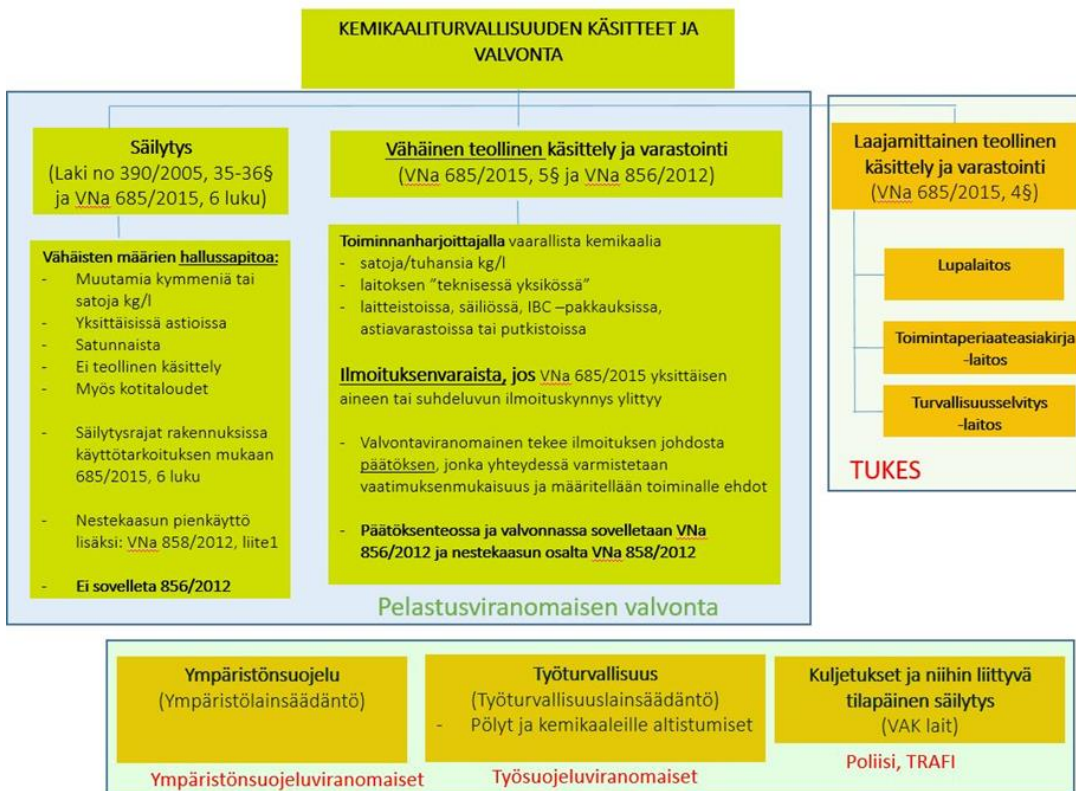 KEMIKAALITURVALLISUUDEN KÄSITTEET JA
VALVONTA
Säilytys
(Laki no 390/2005, 35-36§
ja VNa 685/2015, 6 luku)
Vähäisten määrien hallussapitoa:
- Muutamia kymmeniä tai
satoja kg/l
- Yksittäisissä astioissa
- Satunnaista
- Ei teollinen käsittely
- Myös kotitaloudet
- Säilytysrajat rakennuksissa
käyttötarkoituksen mukaan
685/2015, 6 luku
- Nestekaasun pienkäyttö
lisäksi: VNa 858/2012, liite1
- Ei sovelleta 856/2012
Vähäinen teollinen käsittely ja varastointi
(VNa 685/2015, 5§ ja VNa 856/2012)
Toiminnanharjoittajalla vaarallista kemikaalia
- satoja/tuhansia kg/l
- laitoksen ”teknisessä yksikössä”
- laitteistoissa, säiliössä, IBC –pakkauksissa,
astiavarastoissa tai putkistoissa
Ilmoituksenvaraista, jos VNa 685/2015 yksittäisen
aineen tai suhdeluvun ilmoituskynnys ylittyy
- Valvontaviranomainen tekee ilmoituksen johdosta
päätöksen, jonka yhteydessä varmistetaan
vaatimuksenmukaisuus ja määritellään toiminalle ehdot
- Päätöksenteossa ja valvonnassa sovelletaan VNa
856/2012 ja nestekaasun osalta VNa 858/2012
Pelastusviranomaisen valvonta
Laajamittainen teollinen
käsittely ja varastointi
(VNa 685/2015, 4§)
Lupalaitos
Toimintaperiaateasiakirja
-laitos
Turvallisuusselvitys
-laitos
TUKES
Ympäristönsuojelu
(Ympäristölainsäädäntö)
Ympäristönsuojeluviranomaiset
Työturvallisuus
(Työturvallisuuslainsäädäntö)
- Pölyt ja kemikaaleille altistumiset
Työsuojeluviranomaiset
Kuljetukset ja niihin liittyvä
tilapäinen säilytys
(VAK lait)
Poliisi, TRAFI